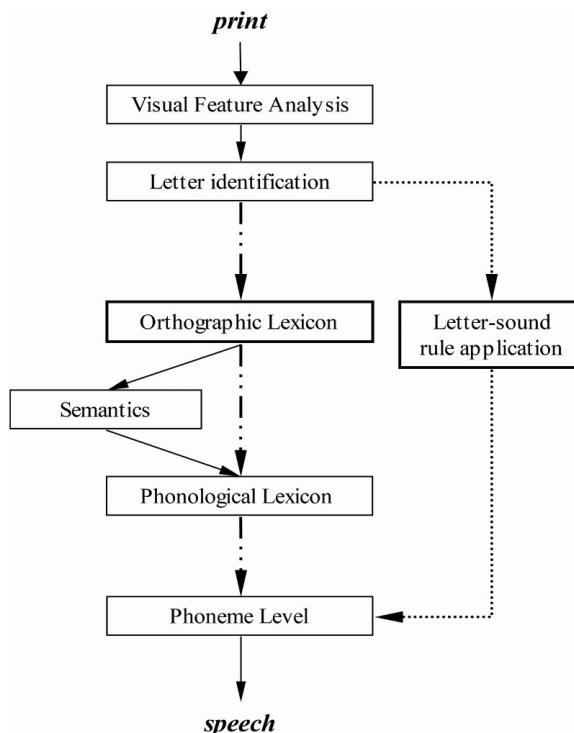 print
Visual Feature Analysis
Letter identification
Orthographic Lexicon
Letter-sound
rule application
Semantics
Phonological Lexicon
Phoneme Level
speech